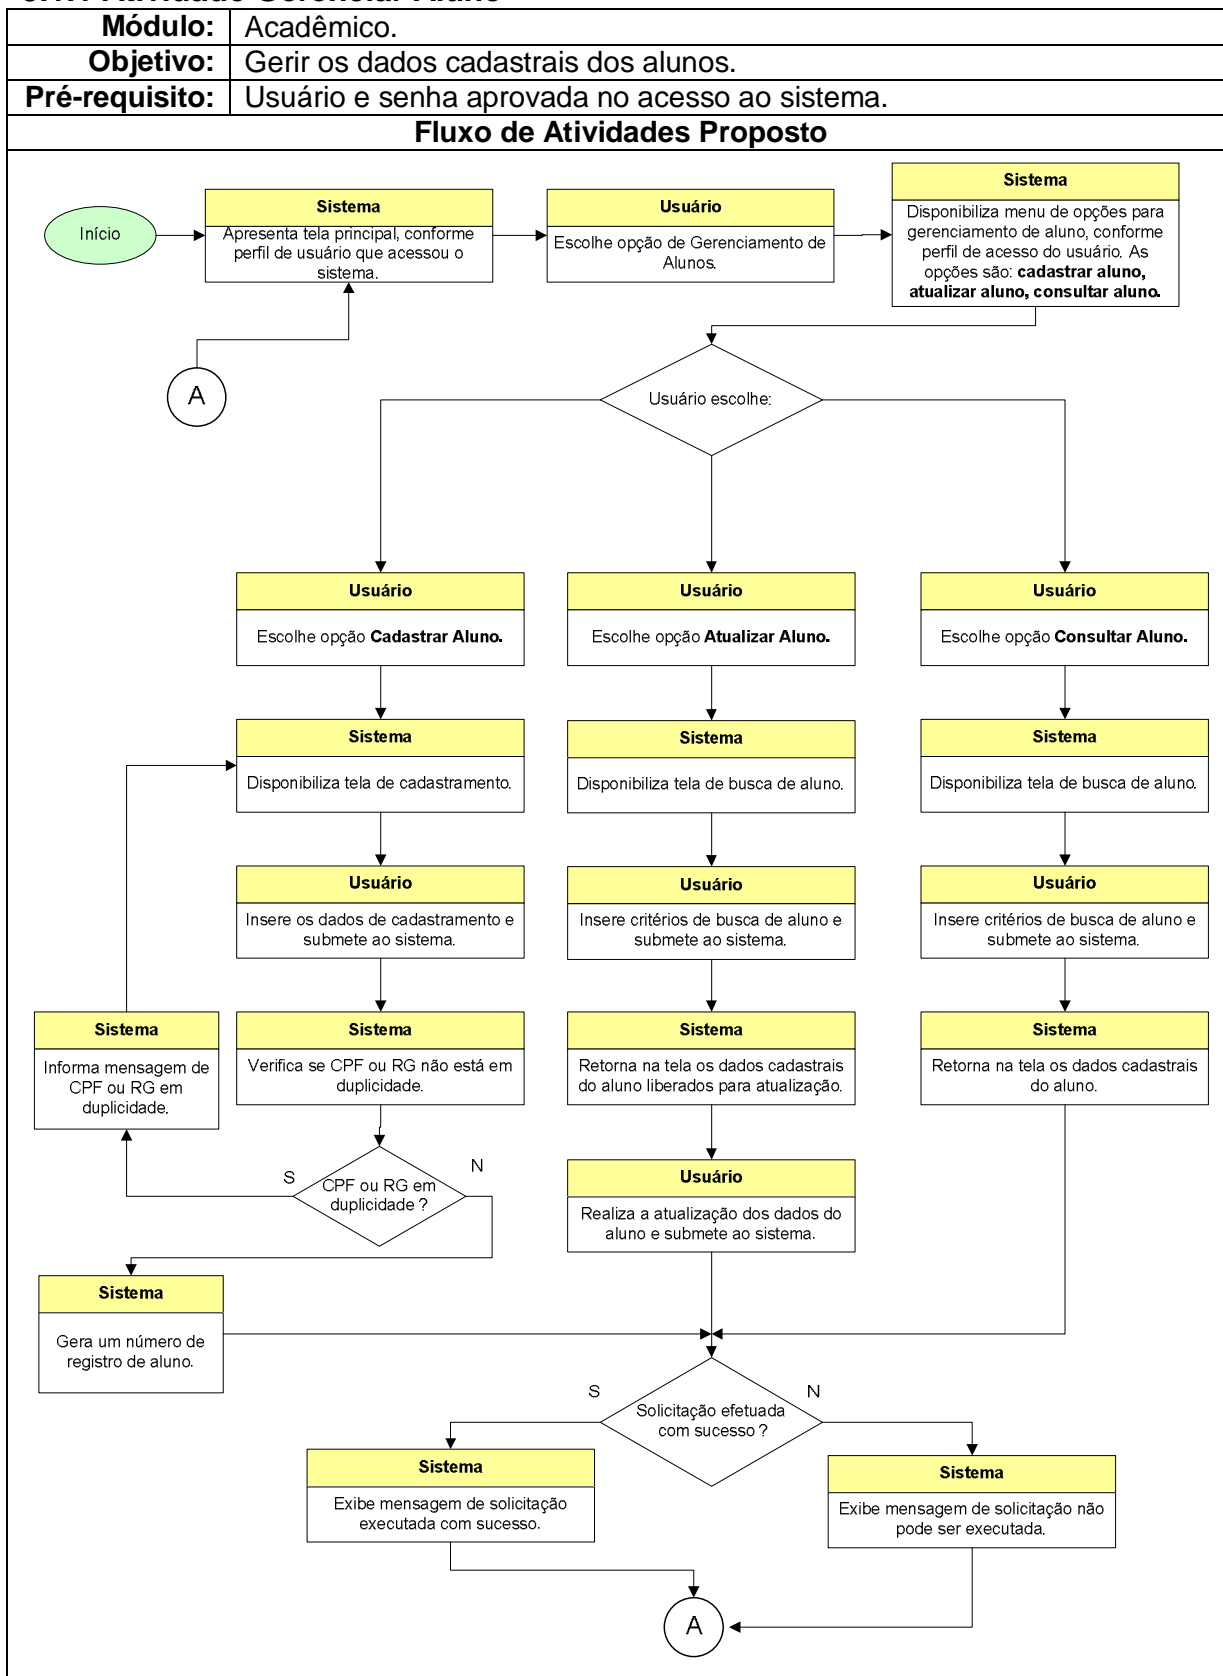 Módulo: Acadêmico.
Objetivo: Gerir os dados cadastrais dos alunos.
Pré-requisito: Usuário e senha aprovada no acesso ao sistema.
Fluxo de Atividades Proposto
Início
Sistema
Apresenta tela principal, conforme
perfil de usuário que acessou o
sistema.
Usuário
Escolhe opção de Gerenciamento de
Alunos.
Sistema
Disponibiliza menu de opções para
gerenciamento de aluno, conforme
perfil de acesso do usuário. As
opções são: cadastrar aluno,
atualizar aluno, consultar aluno.
A
Usuário escolhe:
Usuário
Escolhe opção Cadastrar Aluno.
Usuário
Escolhe opção Atualizar Aluno.
Usuário
Escolhe opção Consultar Aluno.
Sistema
Disponibiliza tela de cadastramento.
Sistema
Disponibiliza tela de busca de aluno.
Sistema
Disponibiliza tela de busca de aluno.
Usuário
Insere os dados de cadastramento e
submete ao sistema.
Usuário
Insere critérios de busca de aluno e
submete ao sistema.
Usuário
Insere critérios de busca de aluno e
submete ao sistema.
Sistema
Informa mensagem de
CPF ou RG em
duplicidade.
Sistema
Verifica se CPF ou RG não está em
duplicidade.
Sistema
Retorna na tela os dados cadastrais
do aluno liberados para atualização.
Sistema
Retorna na tela os dados cadastrais
do aluno.
S
CPF ou RG em
duplicidade ?
N
Usuário
Realiza a atualização dos dados do
aluno e submete ao sistema.
Sistema
Gera um número de
registro de aluno.
S
Solicitação efetuada
com sucesso ?
N
Sistema
Exibe mensagem de solicitação
executada com sucesso.
Sistema
Exibe mensagem de solicitação não
pode ser executada.
A